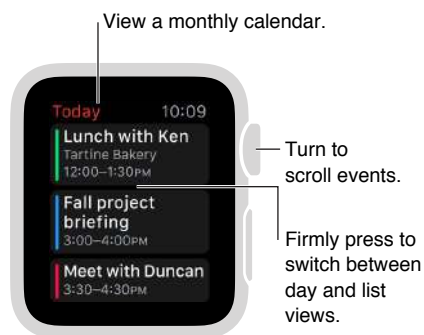 View a monthly calendar.
Today 10:09
Lunch with Ken
Tartine Bakery
12:00–1:30PM
Fall project
briefing
3:00–4:00PM
Meet with Duncan
3:30–4:30PM
Turn to
scroll events.
Firmly press to
switch between
day and list
views.